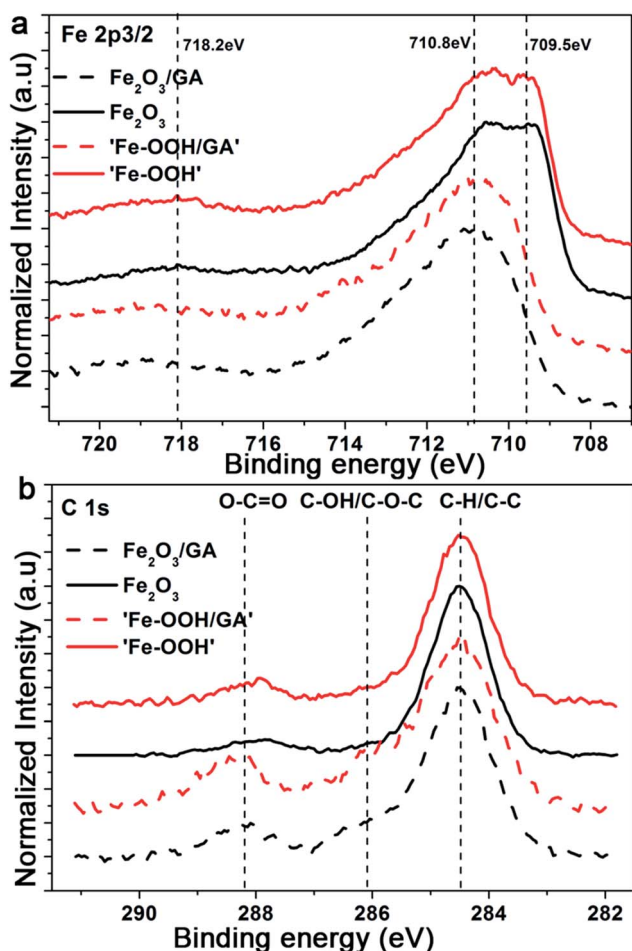 a
Fe 2p3/2
718.2eV
710.8eV
709.5eV
Fe₂O₃/GA
Fe₂O₃
'Fe-OOH/GA'
'Fe-OOH'
Normalized Intensity (a.u)
720 718 716 714 712 710 708
Binding energy (eV)
b
C 1s
O-C=O C-OH/C-O-C C-H/C-C
Fe₂O₃/GA
Fe₂O₃
'Fe-OOH/GA'
'Fe-OOH'
Normalized Intensity (a.u)
290 288 286 284 282
Binding energy (eV)